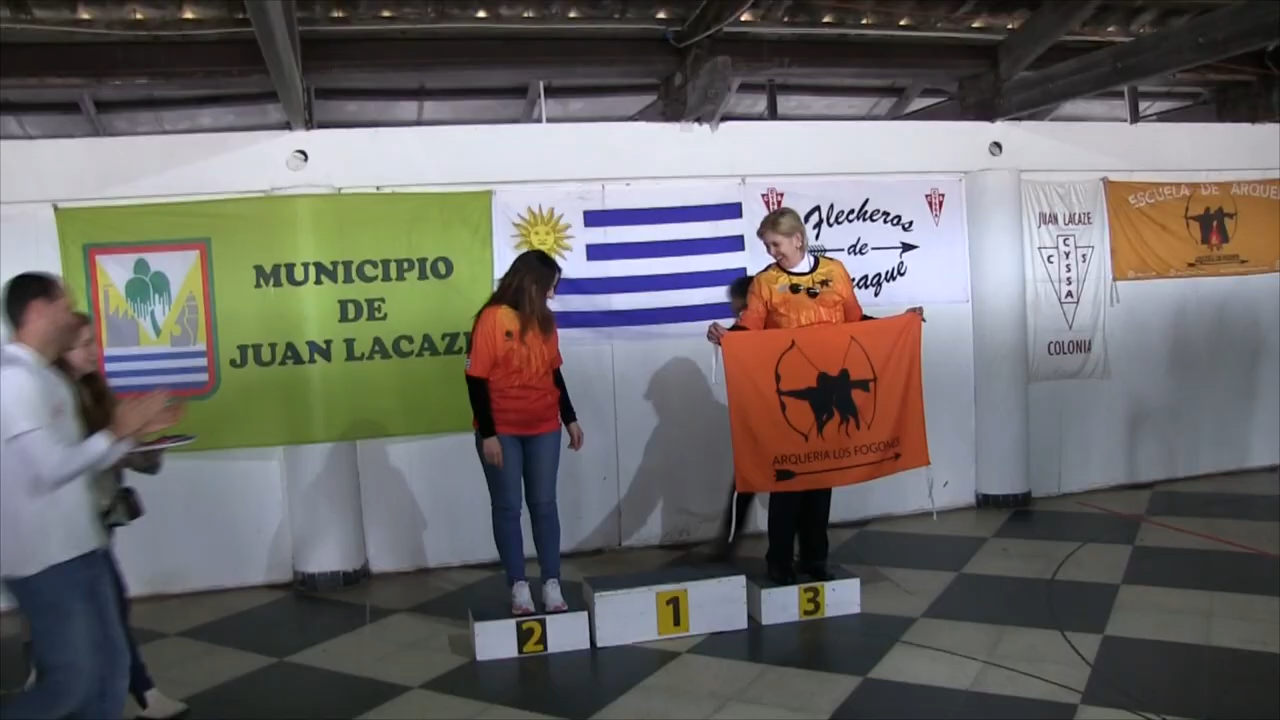 MUNICIPIO
DE
JUAN LACAZE
Flecheros
de
JUAN LACAZE
CYSSA
C S
COLONIA
ESCUELA DE ARQUE
ARQUERIA LOS FOGONES
2
1
3